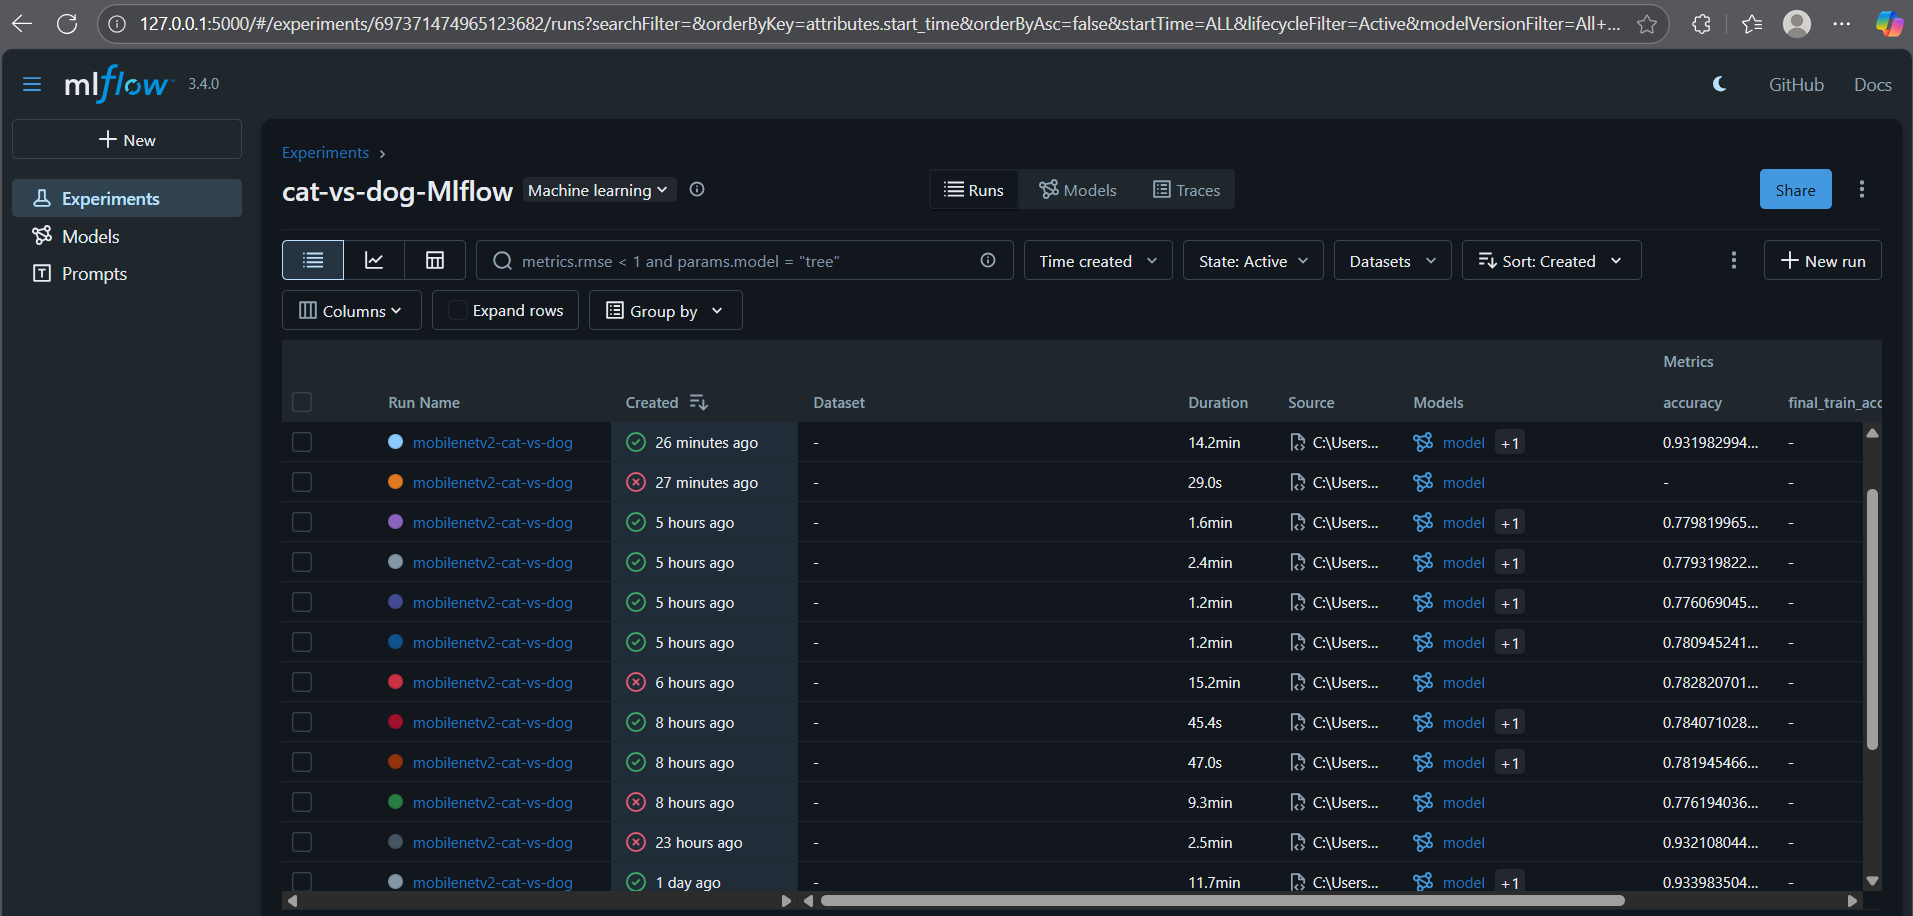 127.0.0.1:5000/#/experiments/697371474965123682/runs?searchFilter=&orderByKey=attributes.start_time&orderByAsc=false&startTime=ALL&lifecycleFilter=Active&modelVersionFilter=All+...
mlflow™ 3.4.0 GitHub Docs
New
Experiments
Models
Prompts
Experiments
cat-vs-dog-Mlflow Machine learning Runs Models Traces Share
metrics.rmse < 1 and params.model = "tree" Time created State: Active Datasets Sort: Created New run
Columns Expand rows Group by
Metrics
Run Name Created Dataset Duration Source Models accuracy final_train_acc
mobilenetv2-cat-vs-dog 26 minutes ago - 14.2min C:\Users... model +1 0.931982994... -
mobilenetv2-cat-vs-dog 27 minutes ago - 29.0s C:\Users... model - -
mobilenetv2-cat-vs-dog 5 hours ago - 1.6min C:\Users... model +1 0.779819965... -
mobilenetv2-cat-vs-dog 5 hours ago - 2.4min C:\Users... model +1 0.779319822... -
mobilenetv2-cat-vs-dog 5 hours ago - 1.2min C:\Users... model +1 0.776069045... -
mobilenetv2-cat-vs-dog 5 hours ago - 1.2min C:\Users... model +1 0.780945241... -
mobilenetv2-cat-vs-dog 6 hours ago - 15.2min C:\Users... model 0.782820701... -
mobilenetv2-cat-vs-dog 8 hours ago - 45.4s C:\Users... model +1 0.784071028... -
mobilenetv2-cat-vs-dog 8 hours ago - 47.0s C:\Users... model +1 0.781945466... -
mobilenetv2-cat-vs-dog 8 hours ago - 9.3min C:\Users... model 0.776194036... -
mobilenetv2-cat-vs-dog 23 hours ago - 2.5min C:\Users... model 0.932108044... -
mobilenetv2-cat-vs-dog 1 day ago - 11.7min C:\Users... model +1 0.933983504... -